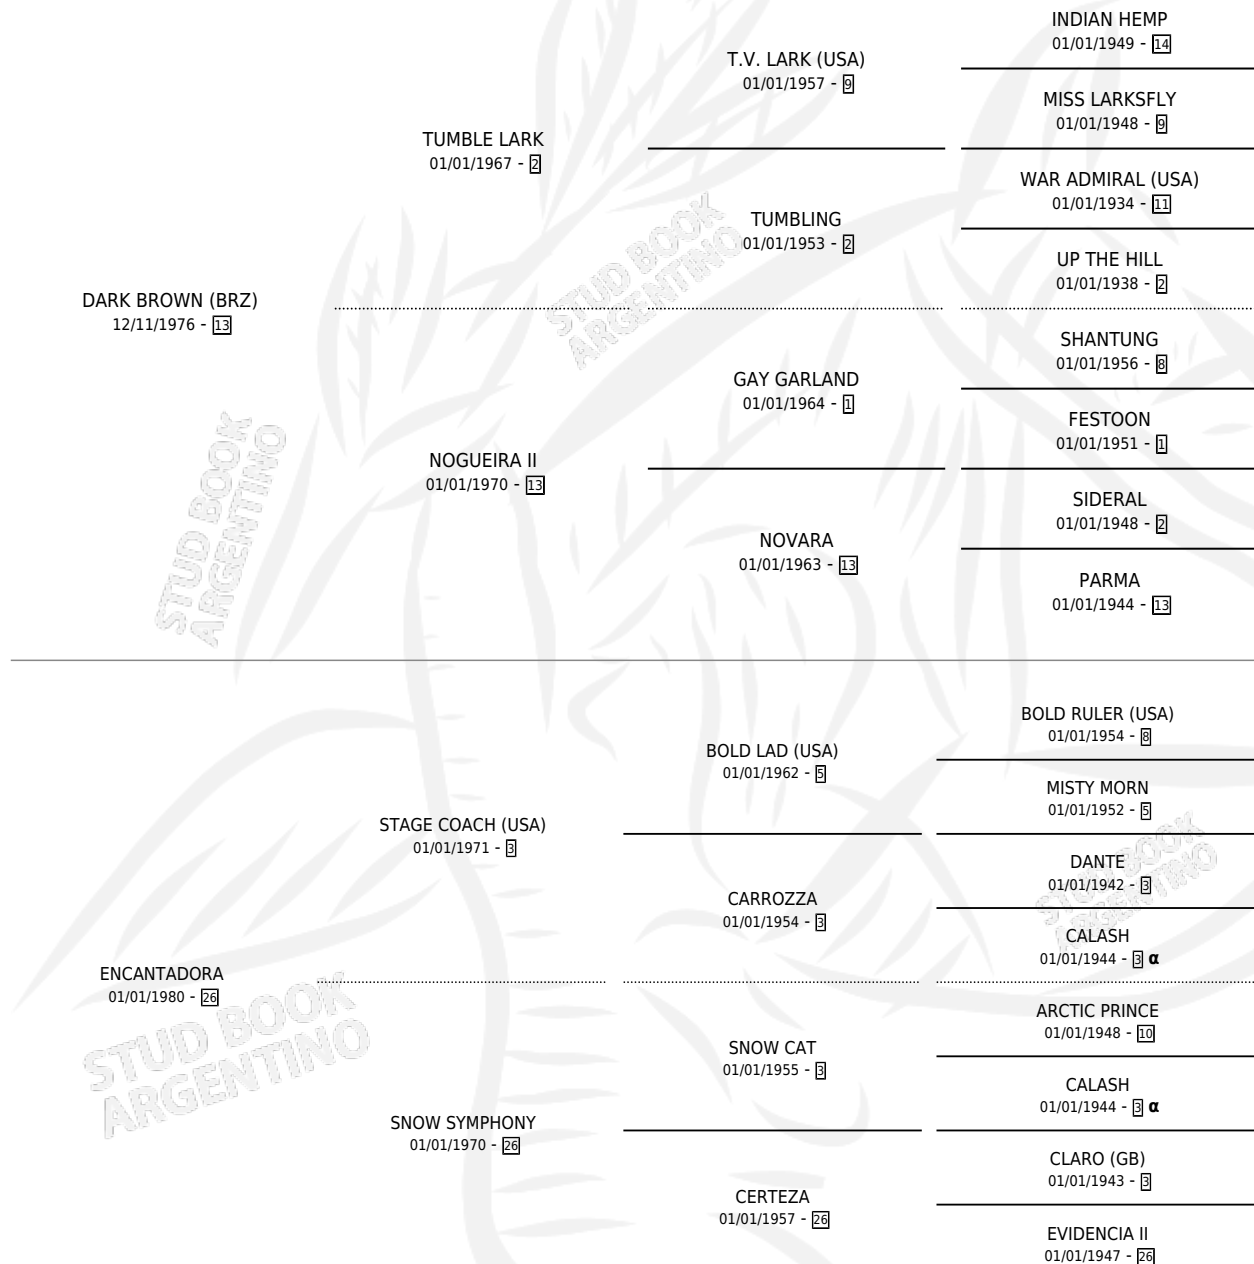 INDIAN HEMP
01/01/1949 - 14
T.V. LARK (USA)
01/01/1957 - 9
MISS LARKSFLY
01/01/1948 - 9
TUMBLE LARK
01/01/1967 - 2
WAR ADMIRAL (USA)
01/01/1934 - 11
TUMBLING
01/01/1953 - 2
UP THE HILL
01/01/1938 - 2
DARK BROWN (BRZ)
12/11/1976 - 13
SHANTUNG
01/01/1956 - 8
GAY GARLAND
01/01/1964 - 1
FESTOON
01/01/1951 - 1
NOGUEIRA II
01/01/1970 - 13
SIDERAL
01/01/1948 - 2
NOVARA
01/01/1963 - 13
PARMA
01/01/1944 - 13
BOLD RULER (USA)
01/01/1954 - 8
BOLD LAD (USA)
01/01/1962 - 5
MISTY MORN
01/01/1952 - 5
STAGE COACH (USA)
01/01/1971 - 3
DANTE
01/01/1942 - 3
CARROZZA
01/01/1954 - 3
CALASH
01/01/1944 - 3 α
ENCANTADORA
01/01/1980 - 26
ARCTIC PRINCE
01/01/1948 - 10
SNOW CAT
01/01/1955 - 3
CALASH
01/01/1944 - 3 α
SNOW SYMPHONY
01/01/1970 - 26
CLARO (GB)
01/01/1943 - 3
CERTEZA
01/01/1957 - 26
EVIDENCIA II
01/01/1947 - 26
STUD BOOK
ARGENTINO
STUD BOOK
ARGENTINO
STUD BOOK
ARGENTINO
STUD BOOK
ARGENTINO